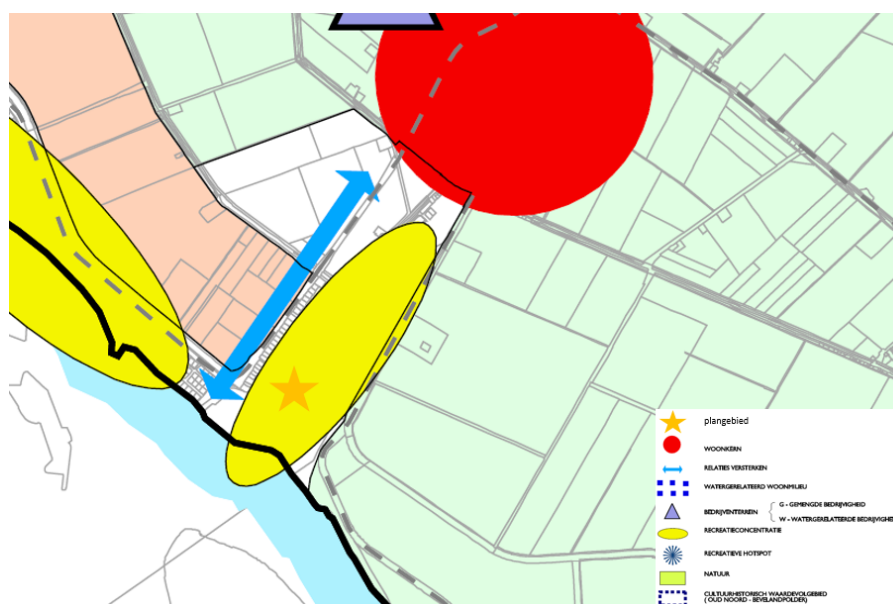 plangebied
WOONKERN
RELATIES VERSTERKEN
WATERGERELATEERD WOONMILIEU
G - GEMENGDE BEDRIJVIGHEID
BEDRIJVENTERREIN
W - WATERGERELATEERDE BEDRIJVIGHE
RECREATIECONCENTRATIE
RECREATIEVE HOTSPOT
NATUUR
CULTUURHISTORISCH WAARDEVOLGEBIED
( OUD NOORD - BEVELANDPOLDER)